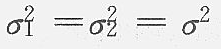 σ₁² = σ₂² = σ²